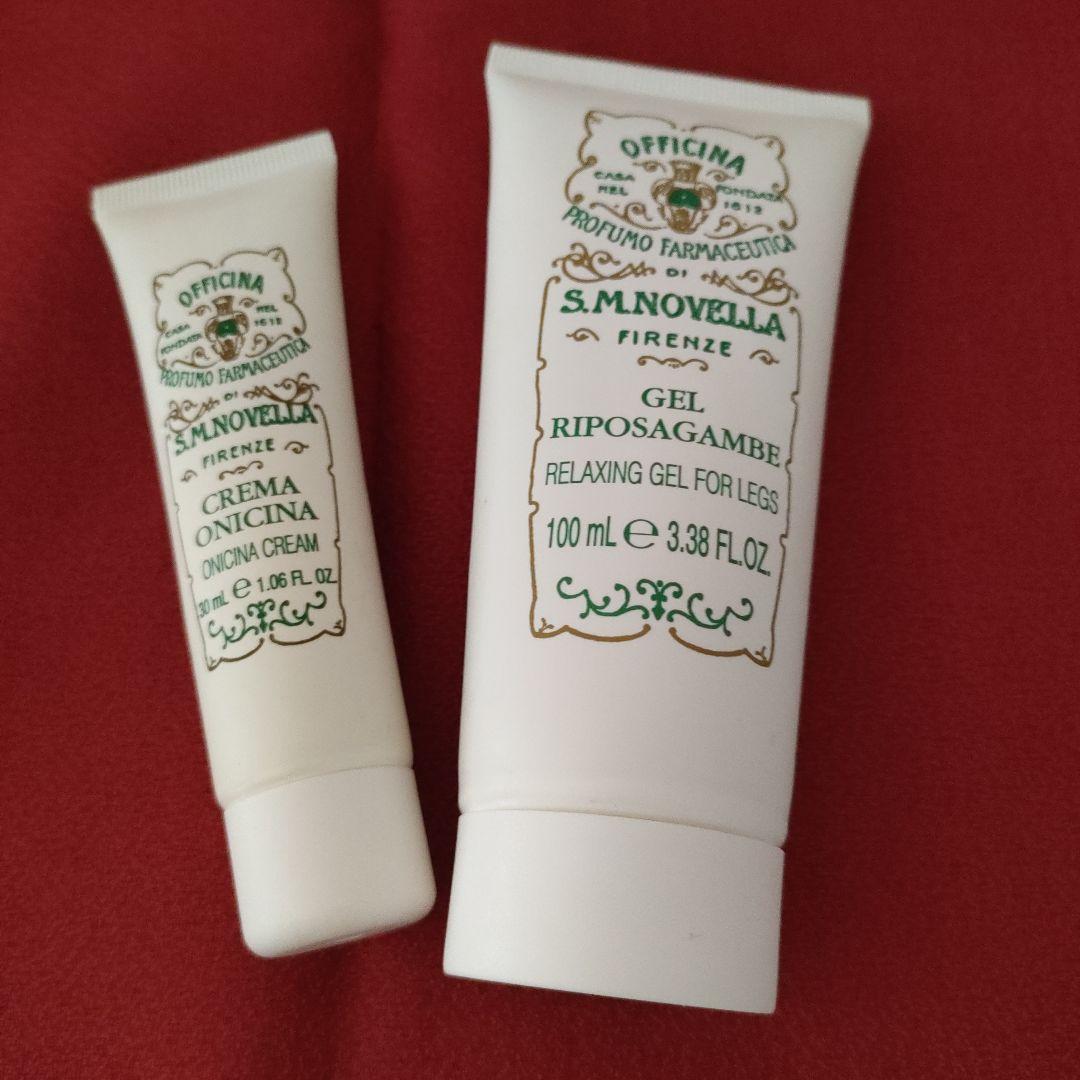 OFFICINA
CASA NEL
FONDATA 1612
PROFUMO FARMACEUTICA
DI
S.M.NOVELLA
FIRENZE
CREMA
ONICINA
ONICINA CREAM
30 mL e 1.06 FL. OZ.
OFFICINA
CASA FONDATA
NEL 1612
PROFUMO FARMACEUTICA
DI
S.M.NOVELLA
FIRENZE
GEL
RIPOSAGAMBE
RELAXING GEL FOR LEGS
100 mL e 3.38 FL.OZ.